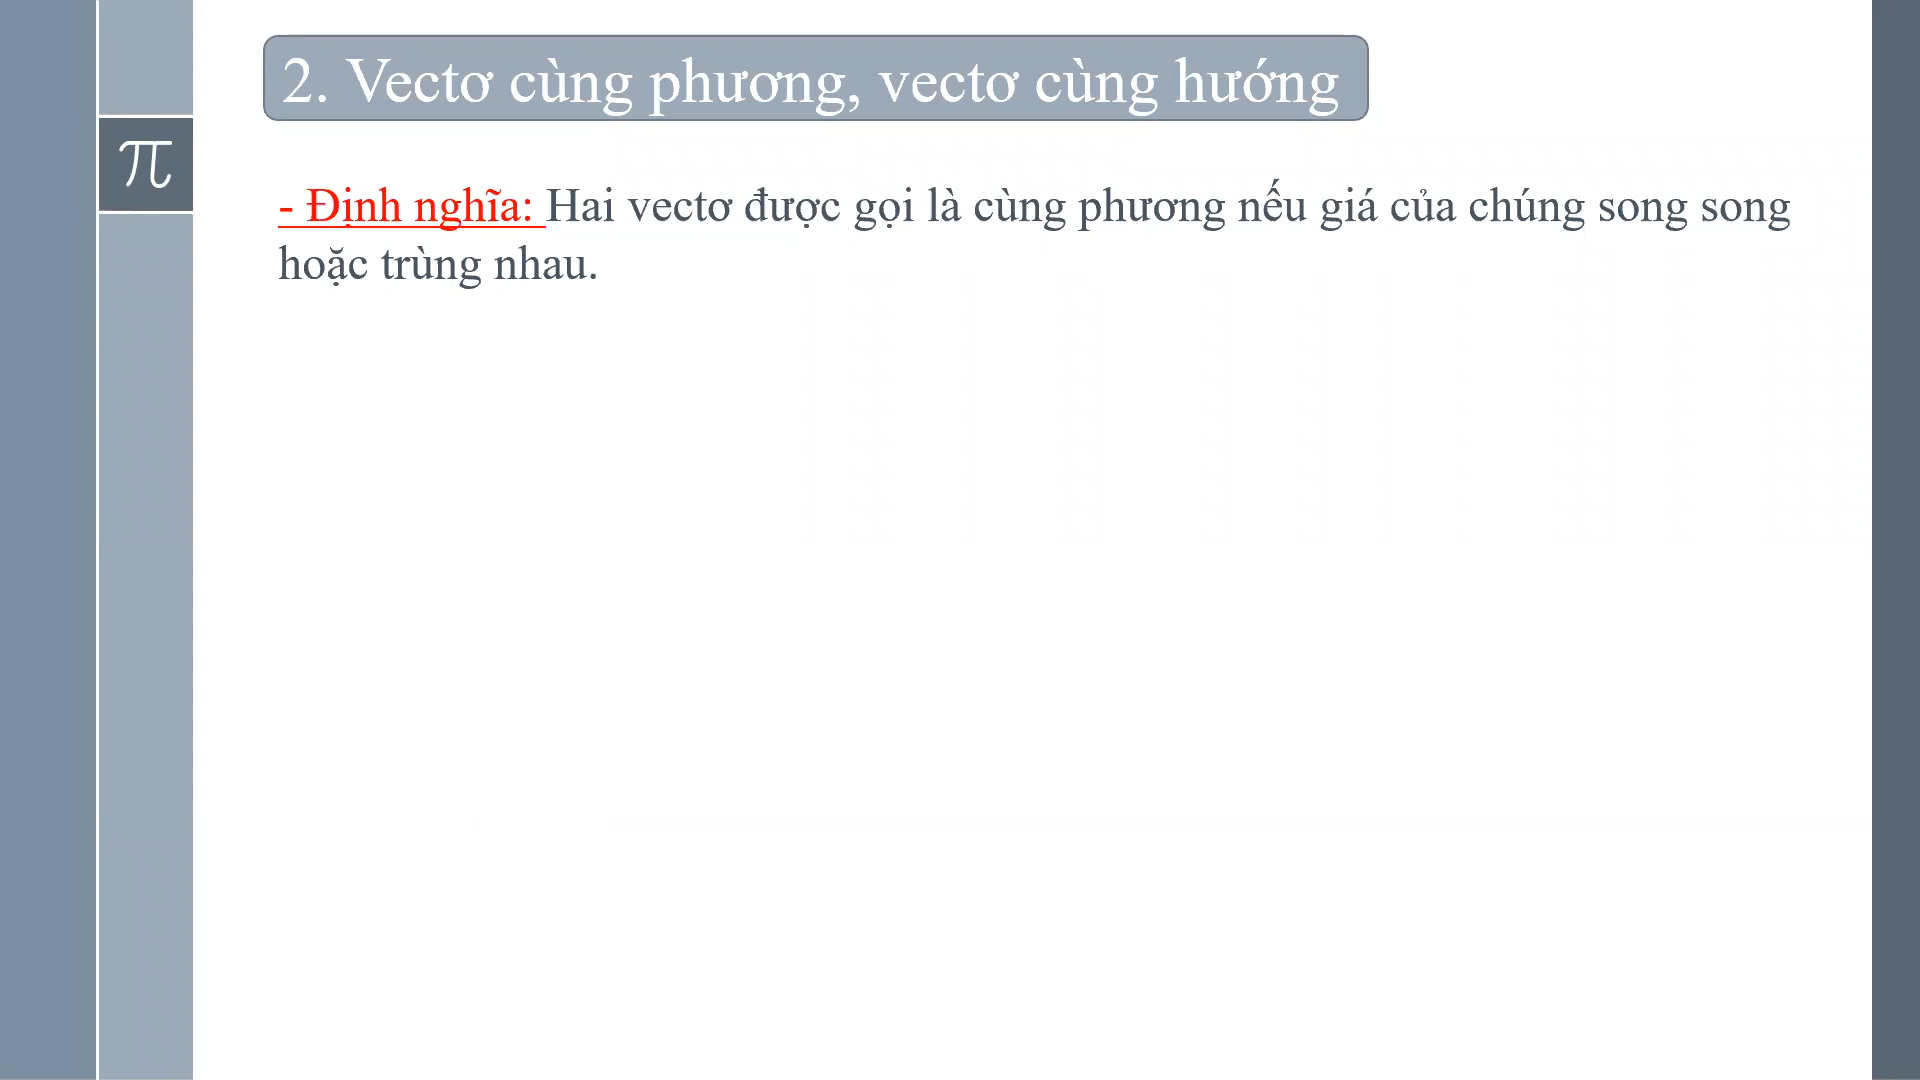 2. Vectơ cùng phương, vectơ cùng hướng
π
- Định nghĩa: Hai vectơ được gọi là cùng phương nếu giá của chúng song song
hoặc trùng nhau.